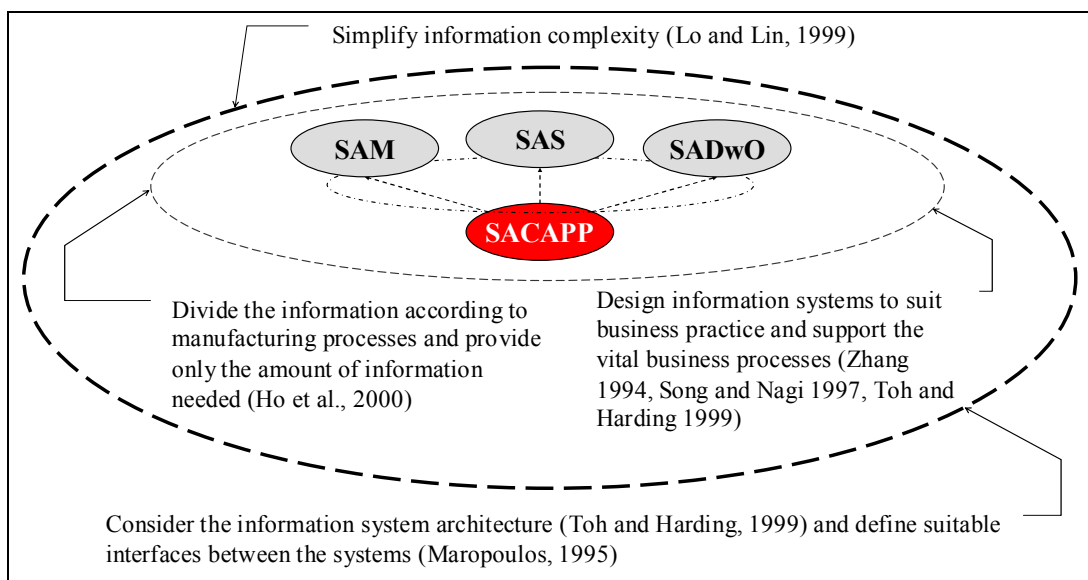 Simplify information complexity (Lo and Lin, 1999)
SAM
SAS
SADwO
SACAPP
Divide the information according to
manufacturing processes and provide
only the amount of information
needed (Ho et al., 2000)
Design information systems to suit
business practice and support the
vital business processes (Zhang
1994, Song and Nagi 1997, Toh and
Harding 1999)
Consider the information system architecture (Toh and Harding, 1999) and define suitable
interfaces between the systems (Maropoulos, 1995)